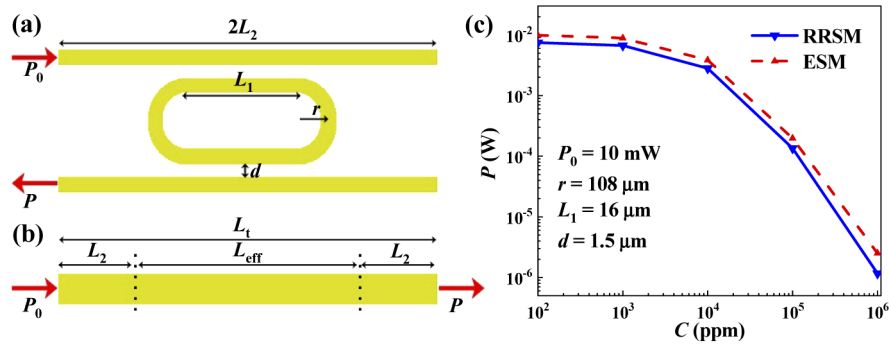 (a)
2L₂
P₀
L₁
r
d
P
(b)
Lₜ
L₂ L_eff L₂
P₀ P
(c)
RRSM
ESM
P₀ = 10 mW
r = 108 μm
L₁ = 16 μm
d = 1.5 μm
P (W)
10⁻²
10⁻³
10⁻⁴
10⁻⁵
10⁻⁶
10² 10³ 10⁴ 10⁵ 10⁶
C (ppm)